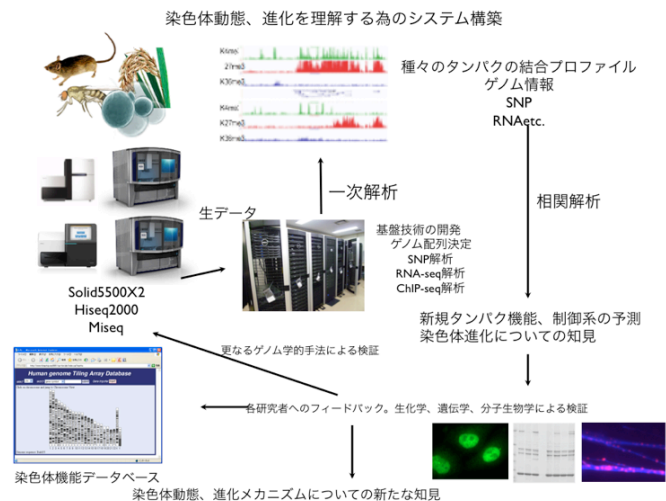 染色体動態、進化を理解する為のシステム構築
K4me3
27me3
K36me3
K4me3
K27me3
K36me3
種々のタンパクの結合プロファイル
ゲノム情報
SNP
RNAetc.
一次解析
相関解析
生データ
基盤技術の開発
ゲノム配列決定
SNP解析
RNA-seq解析
ChIP-seq解析
Solid5500X2
Hiseq2000
Miseq
新規タンパク機能、制御系の予測
染色体進化についての知見
更なるゲノム学的手法による検証
Human genome Tiling Array Database
各研究者へのフィードバック。生化学、遺伝学、分子生物学による検証
染色体機能データベース
染色体動態、進化メカニズムについての新たな知見